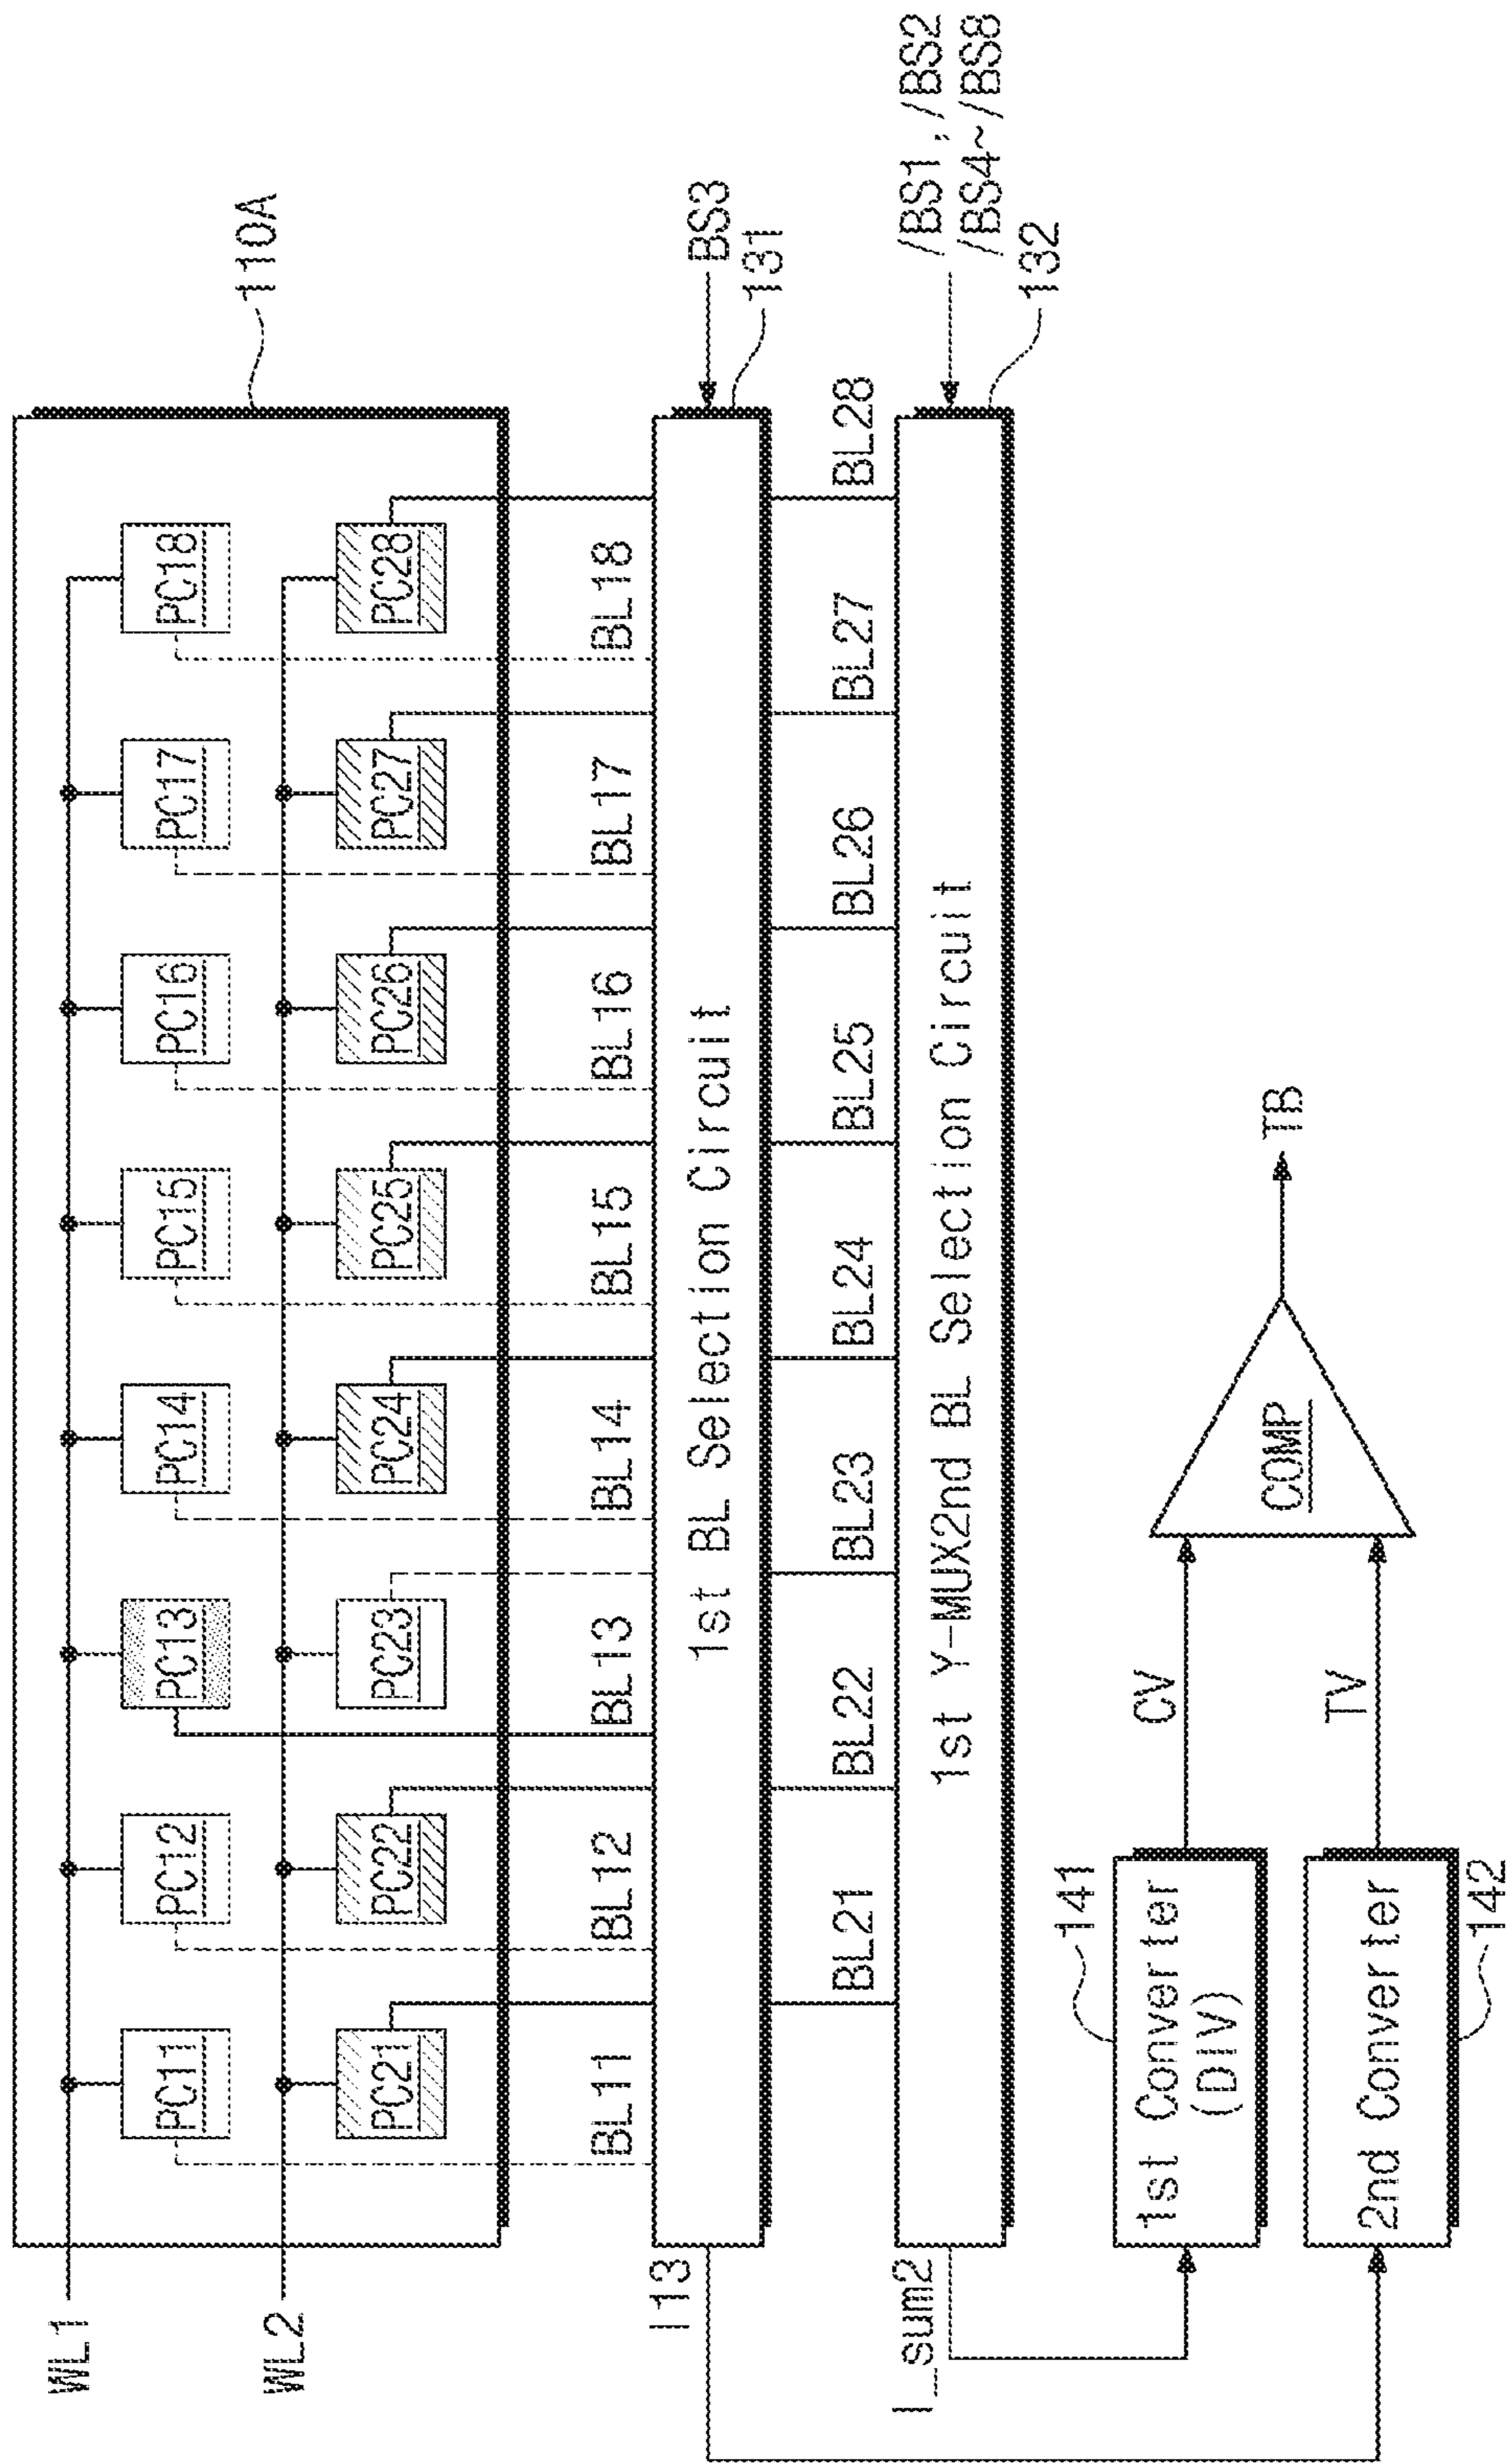 110A
WL1
PC11
PC12
PC13
PC14
PC15
PC16
PC17
PC18
WL2
PC21
PC22
PC23
PC24
PC25
PC26
PC27
PC28
BL11
BL12
BL13
BL14
BL15
BL16
BL17
BL18
I13
1st BL Selection Circuit
BS3
131
BL21
BL22
BL23
BL24
BL25
BL26
BL27
BL28
I_sum2
1st Y-MUX2nd BL Selection Circuit
/BS1,/BS2
/BS4~/BS8
132
141
1st Converter
(DIV)
CV
COMP
TB
2nd Converter
TV
142